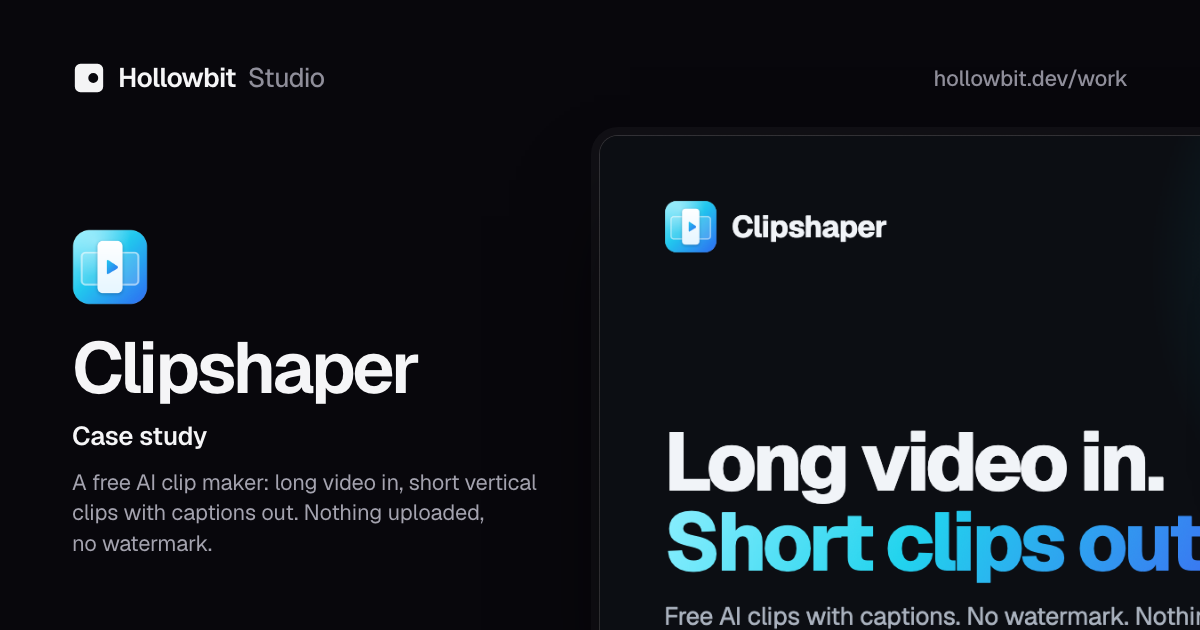 Hollowbit Studio
hollowbit.dev/work
Clipshaper
Case study
A free AI clip maker: long video in, short vertical
clips with captions out. Nothing uploaded,
no watermark.
Clipshaper
Long video in.
Short clips out
Free AI clips with captions. No watermark.